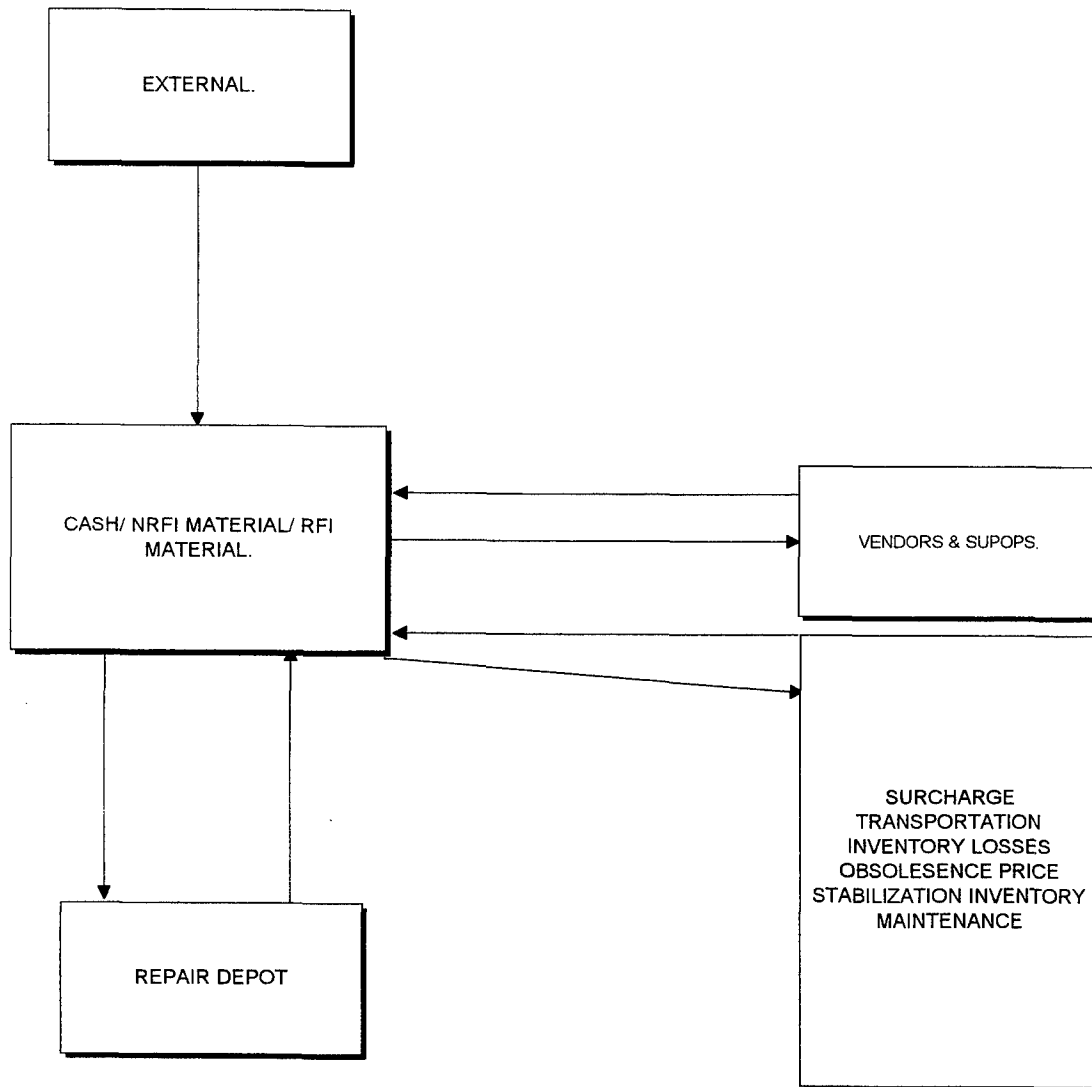 EXTERNAL.
CASH/ NRFI MATERIAL/ RFI
MATERIAL.
VENDORS & SUPOPS.
SURCHARGE
TRANSPORTATION
INVENTORY LOSSES
OBSOLESENCE PRICE
STABILIZATION INVENTORY
MAINTENANCE
REPAIR DEPOT